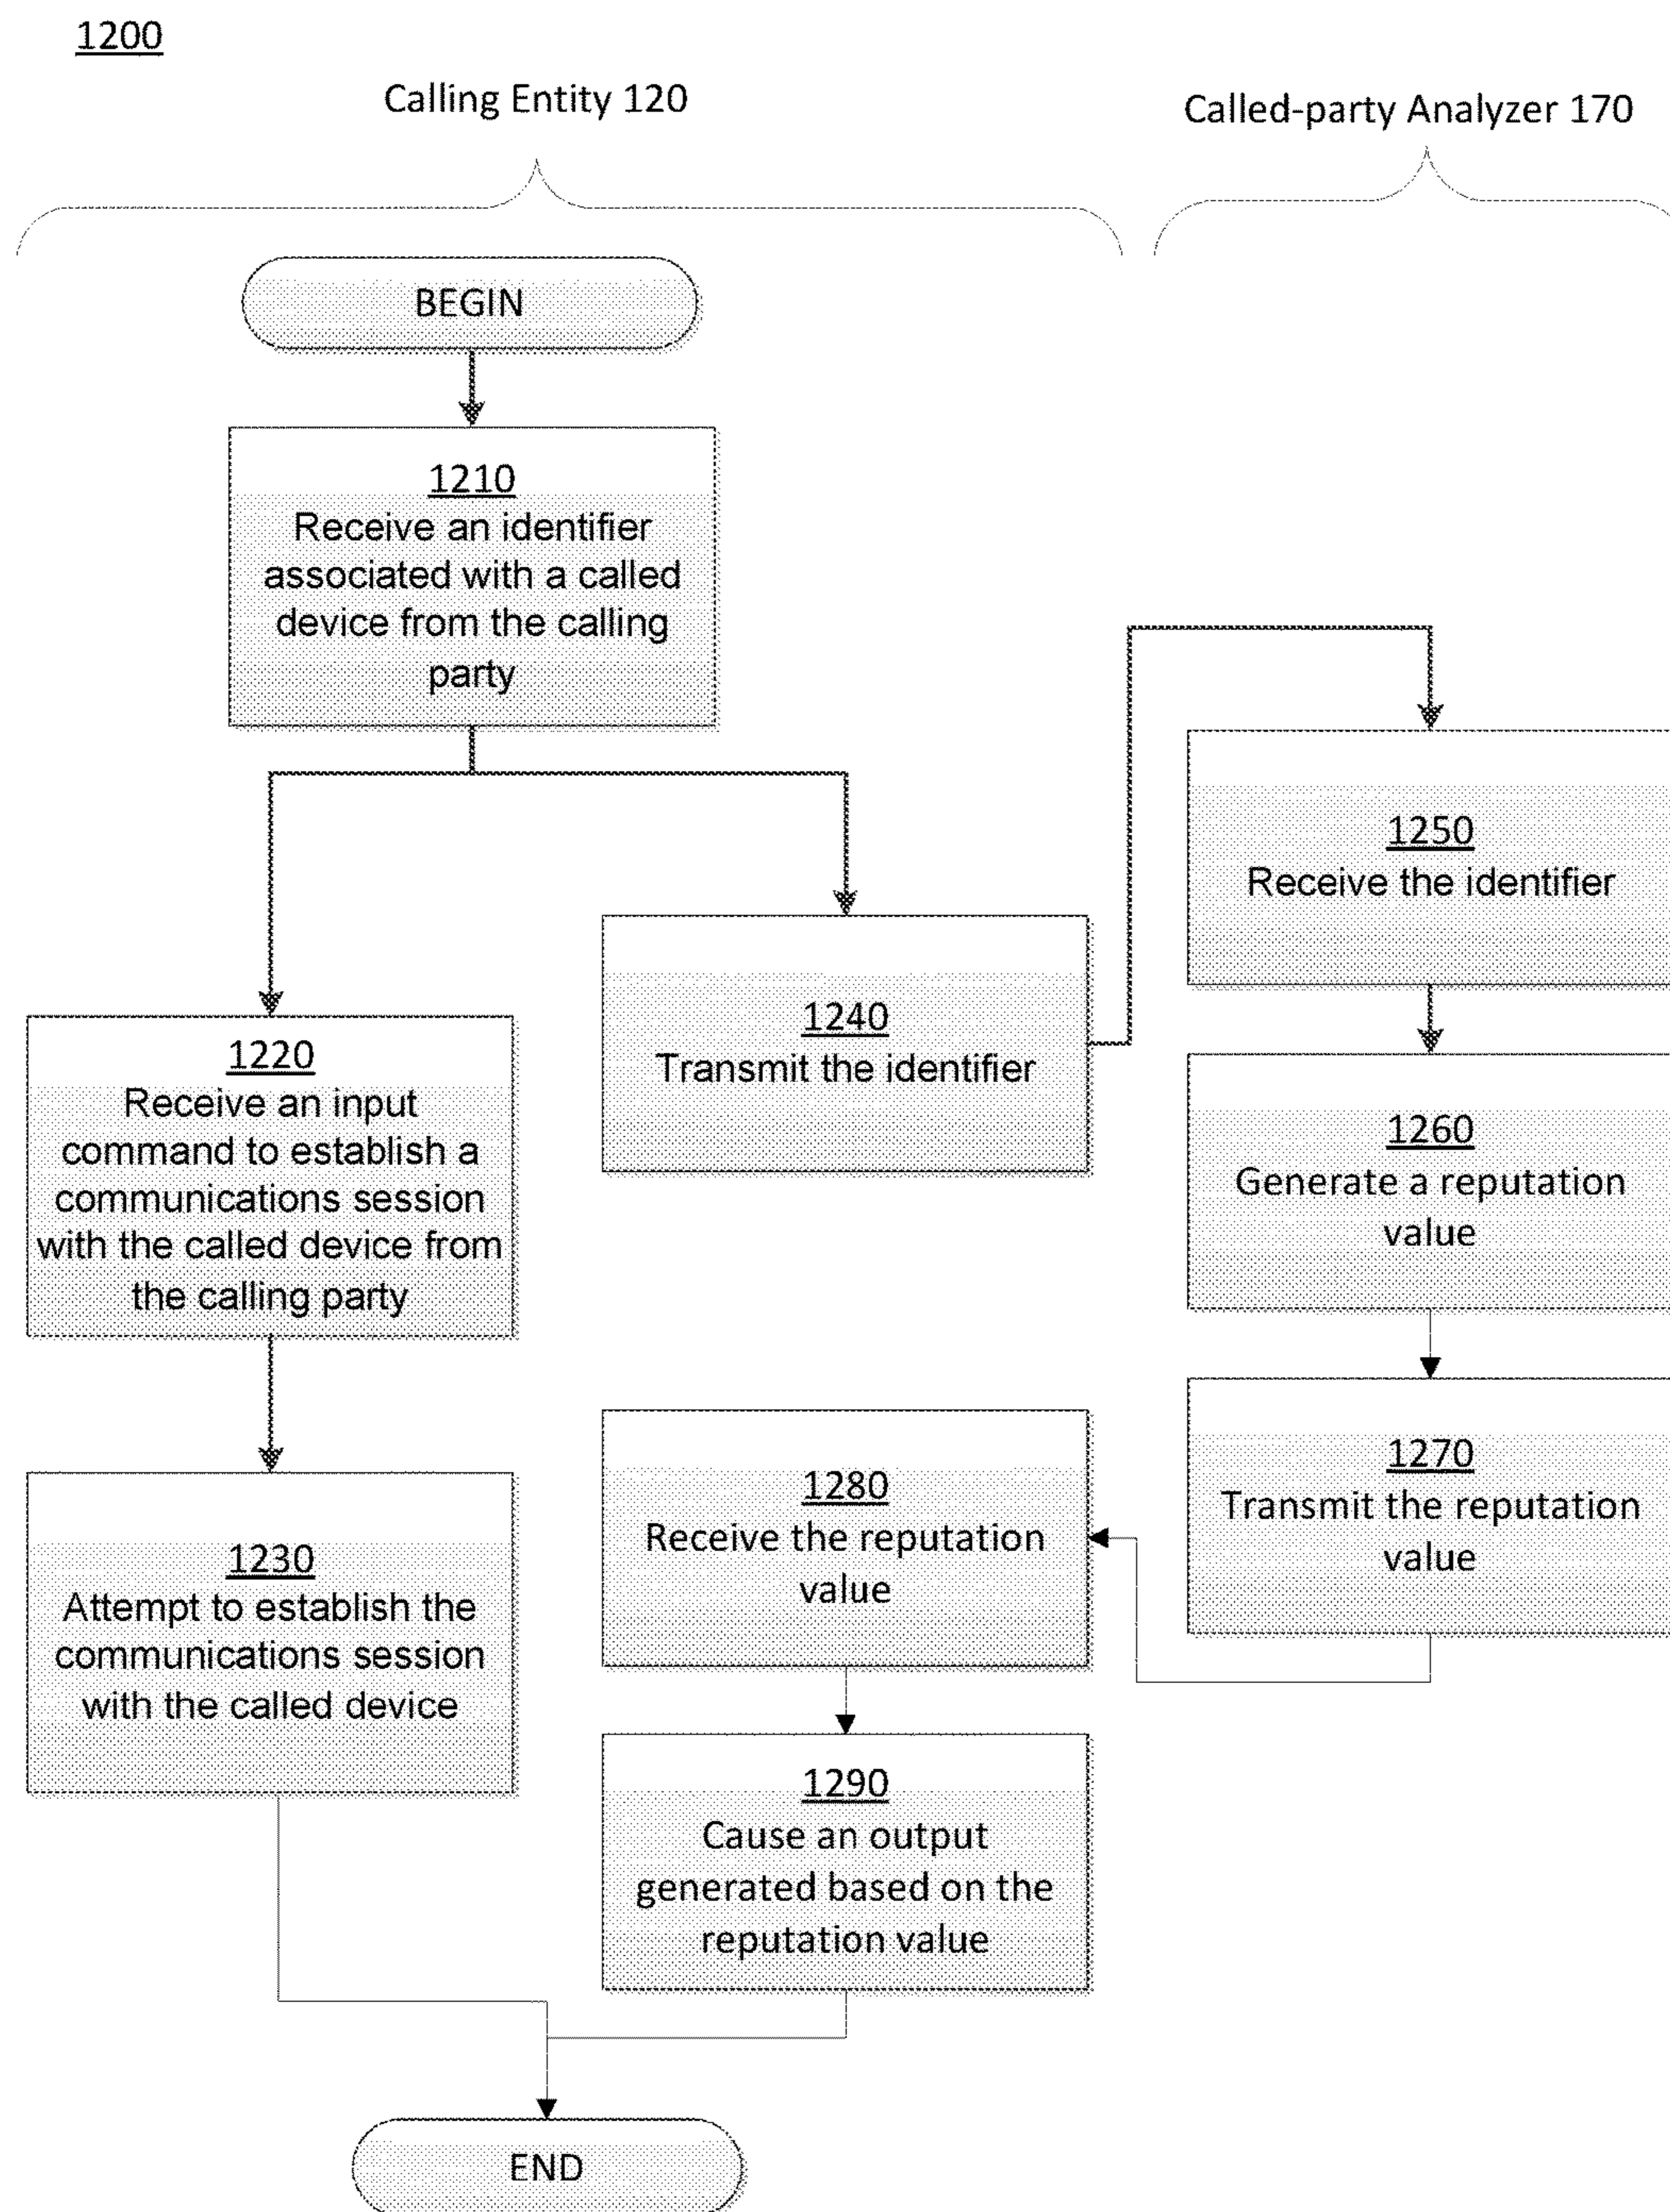 1200
Calling Entity 120
Called-party Analyzer 170
BEGIN
1210
Receive an identifier
associated with a called
device from the calling
party
1220
Receive an input
command to establish a
communications session
with the called device from
the calling party
1230
Attempt to establish the
communications session
with the called device
1240
Transmit the identifier
1250
Receive the identifier
1260
Generate a reputation
value
1270
Transmit the reputation
value
1280
Receive the reputation
value
1290
Cause an output
generated based on the
reputation value
END